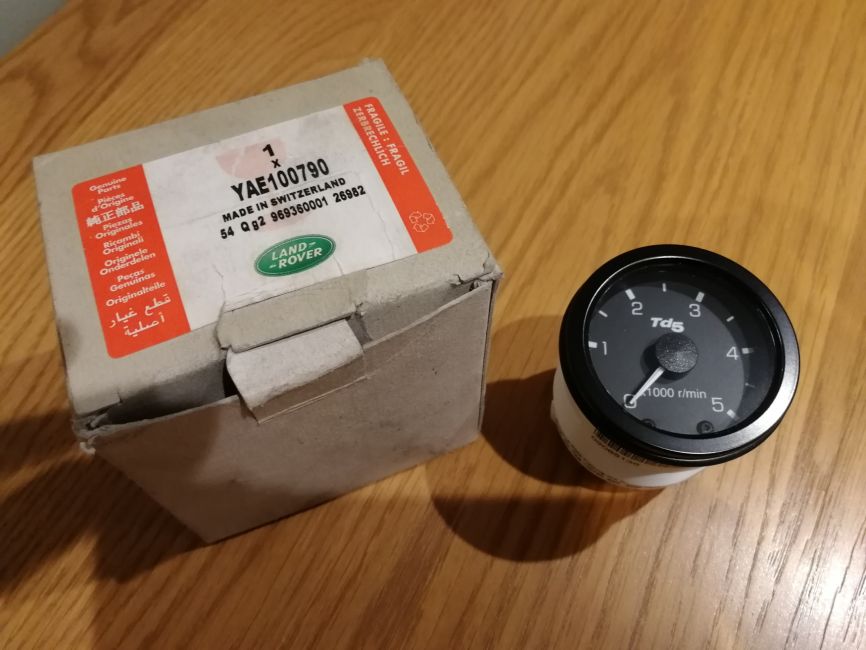 1
X
YAE100790
MADE IN SWITZERLAND
54 Qg2 969360001 26982
LAND-
-ROVER
FRAGILE : FRAGIL
ZERBRECHLICH
Genuine
Parts
Pièces
d'Origine
純正部品
Piezas
Originales
Ricambi
Originali
Originele
Onderdelen
Peças
Genuinas
Originalteile
قطع غيار
أصلية
Td5
0
1
2
3
4
5
x1000 r/min